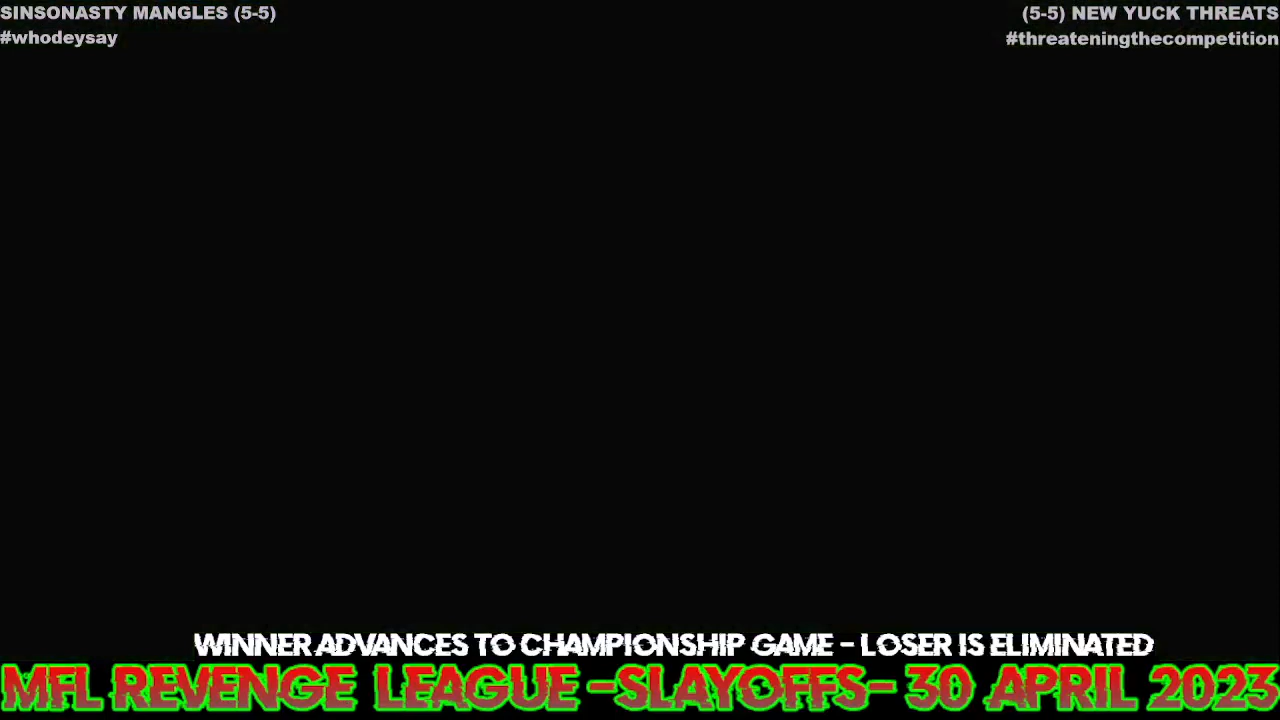 SINSONASTY MANGLES (5-5)
(5-5) NEW YUCK THREATS
#whodeysay
#threateningthecompetition
WINNER ADVANCES TO CHAMPIONSHIP GAME - LOSER IS ELIMINATED
MFL REVENGE LEAGUE -SLAYOFFS- 30 APRIL 2023